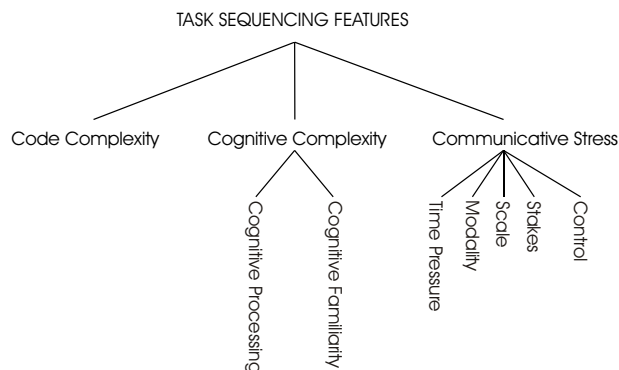 TASK SEQUENCING FEATURES
Code Complexity
Cognitive Complexity
Communicative Stress
Cognitive Processing
Cognitive Familiarity
Time Pressure
Modality
Scale
Stakes
Control